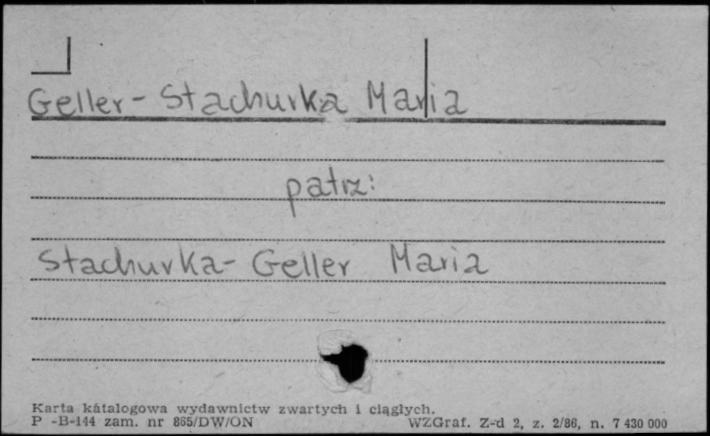 Geller-Stachurka Maria
patrz:
Stachurka-Geller Maria
Karta katalogowa wydawnictw zwartych i ciągłych.
P -B-144 zam. nr 865/DW/ON WZGraf. Z-d 2, z. 2/86, n. 7 430 000